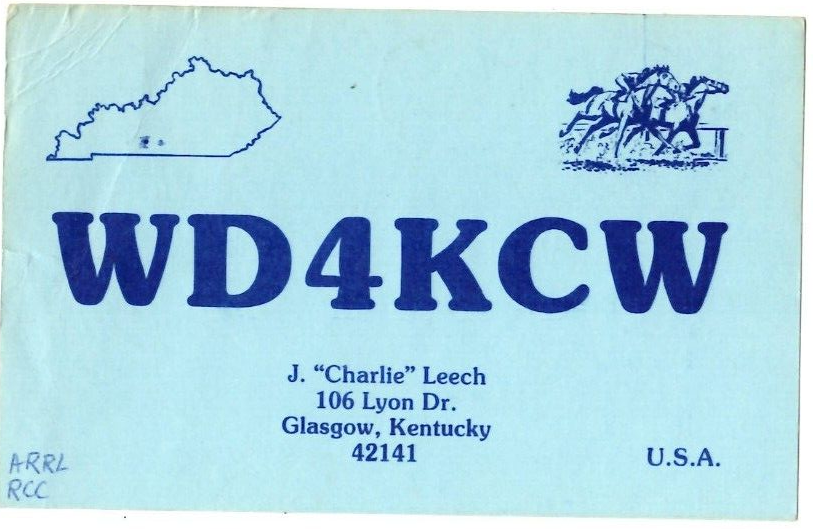 WD4KCW
J. “Charlie” Leech
106 Lyon Dr.
Glasgow, Kentucky
42141
U.S.A.
ARRL
RCC